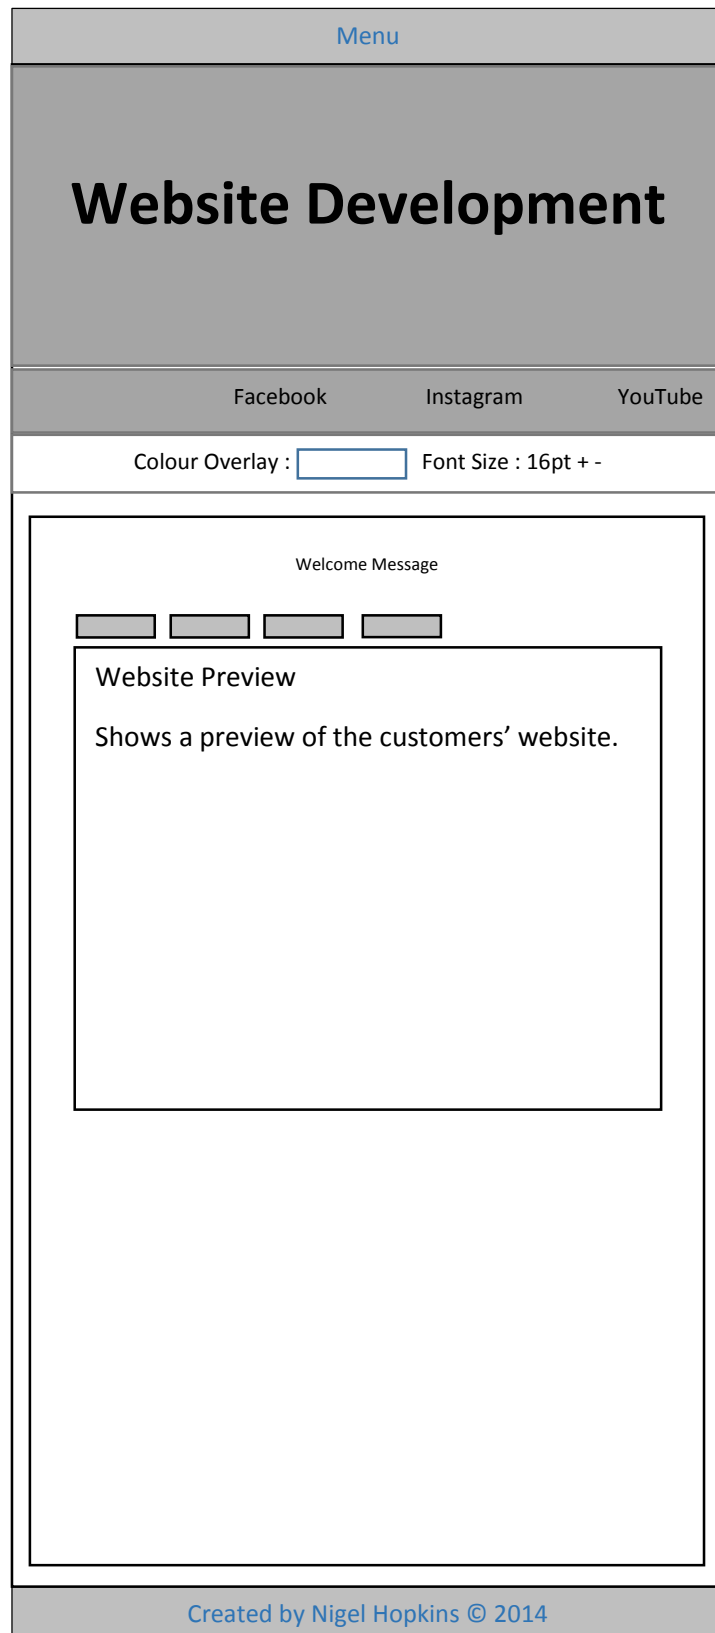 Menu
Website Development
Facebook Instagram YouTube
Colour Overlay : Font Size : 16pt + -
Welcome Message
Website Preview
Shows a preview of the customers’ website.
Created by Nigel Hopkins © 2014